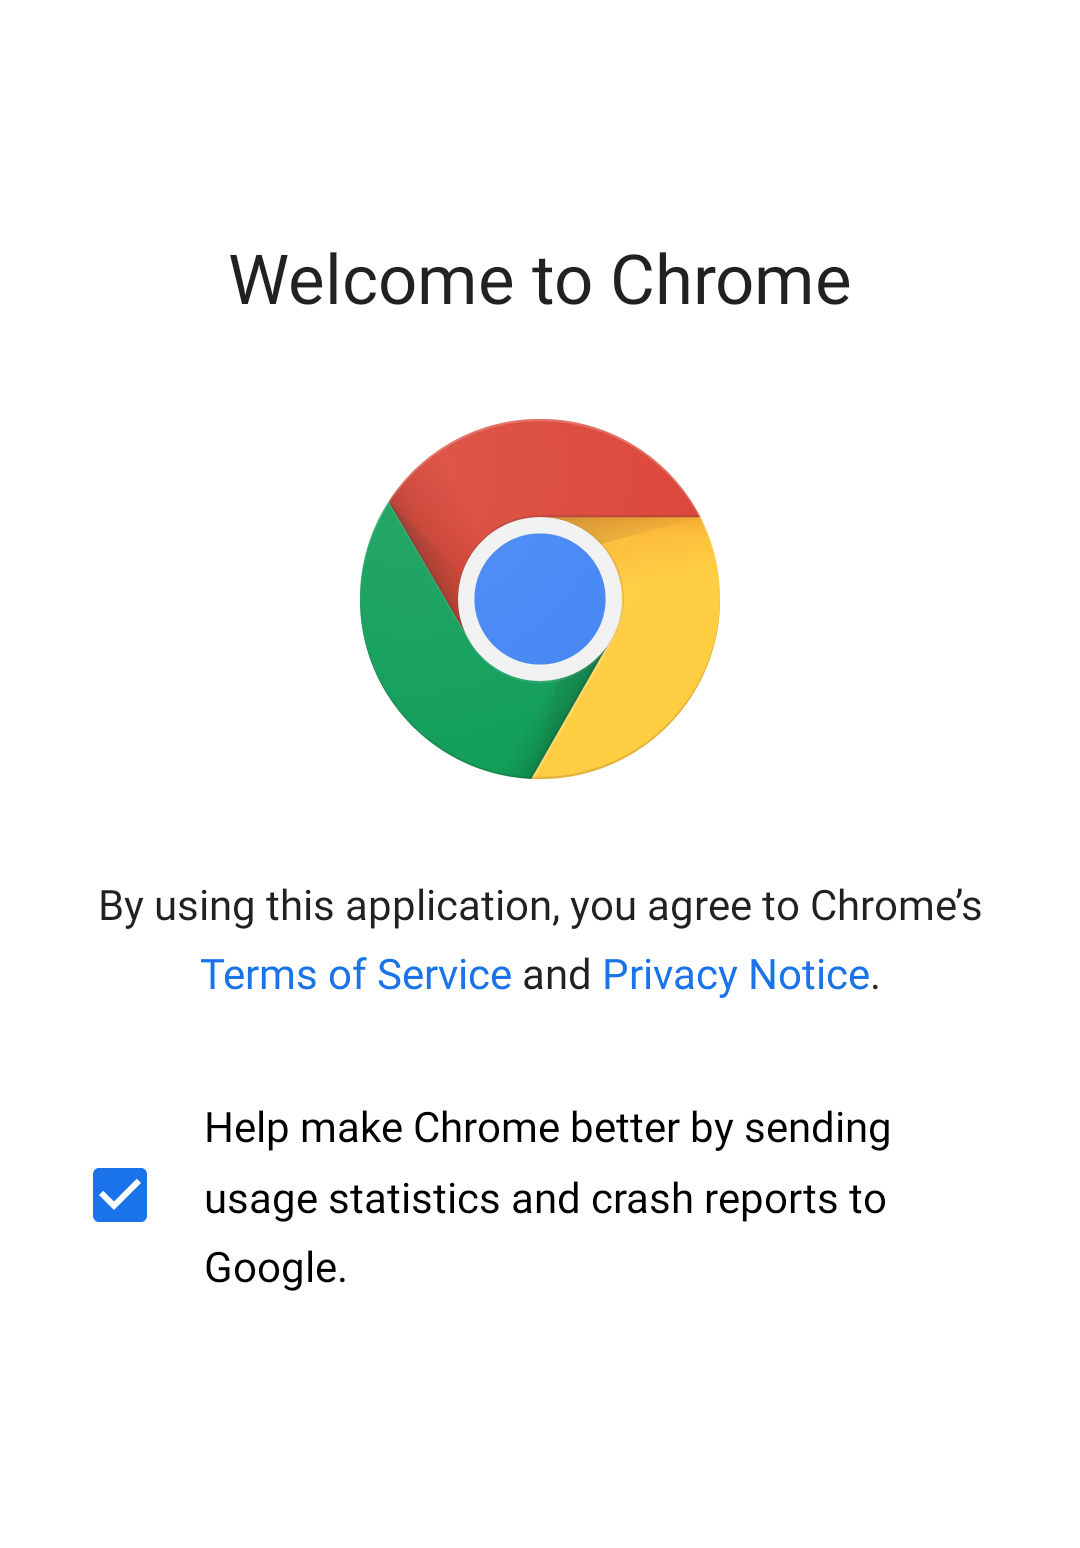 Welcome to Chrome
By using this application, you agree to Chrome’s
Terms of Service and Privacy Notice.
Help make Chrome better by sending
usage statistics and crash reports to
Google.